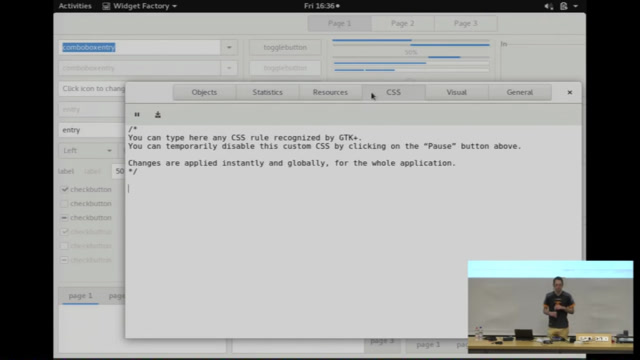 Activities Widget Factory Fri 16:36
Page 1 Page 2 Page 3
comboboxentry togglebutton
50%
comboboxentry togglebutton
Click icon to chang
entry
entry
Left
label label 50
checkbutton
checkbutton
checkbutton
checkbutton
checkbutton
checkbutton
page 1 page
Objects Statistics Resources CSS Visual General
/*
You can type here any CSS rule recognized by GTK+.
You can temporarily disable this custom CSS by clicking on the “Pause” button above.
Changes are applied instantly and globally, for the whole application.
*/
page 3 page 1